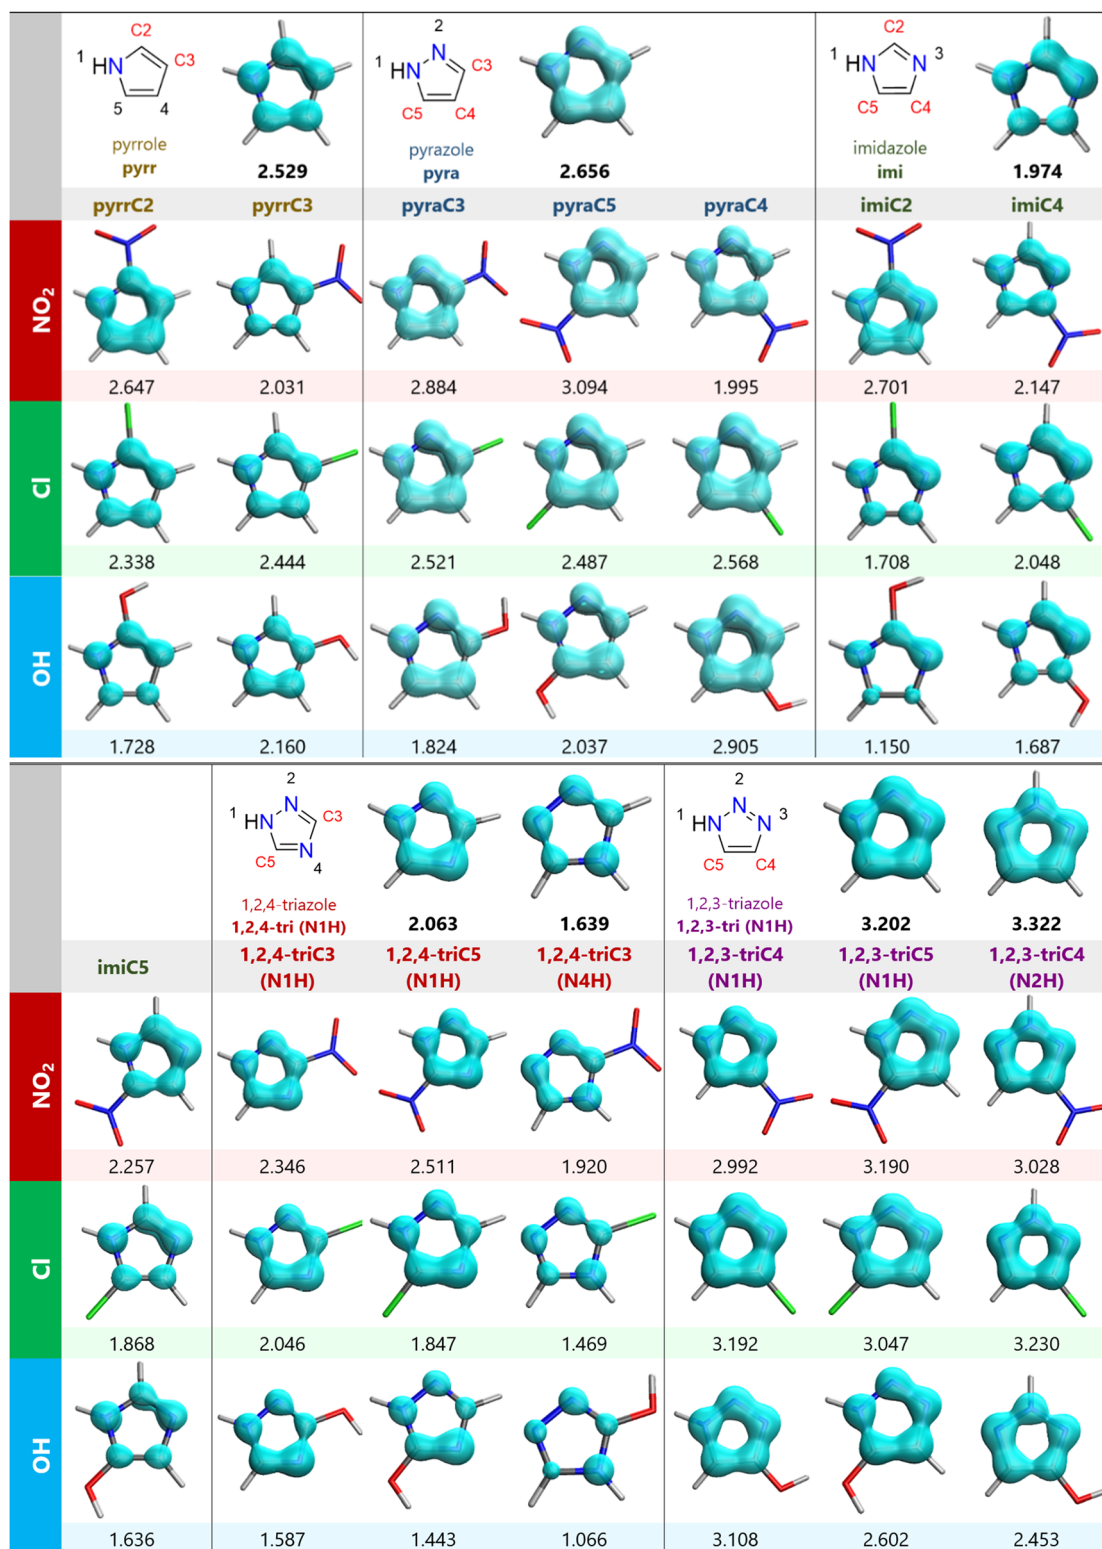 2
C2
1
HN
C3
5
4
1
HN
N
C3
C5
C4
C2
1
HN
N
3
C5
C4
pyrrole
pyrr
2.529
pyrazole
pyra
2.656
imidazole
imi
1.974
pyrrC2
pyrrC3
pyraC3
pyraC5
pyraC4
imiC2
imiC4
NO2
2.647
2.031
2.884
3.094
1.995
2.701
2.147
Cl
2.338
2.444
2.521
2.487
2.568
1.708
2.048
OH
1.728
2.160
1.824
2.037
2.905
1.150
1.687
2
1
HN
N
C3
C5
N
4
2
1
HN
N
N
3
C5
C4
1,2,4-triazole
1,2,4-tri (N1H)
2.063
1.639
1,2,3-triazole
1,2,3-tri (N1H)
3.202
3.322
imiC5
1,2,4-triC3
(N1H)
1,2,4-triC5
(N1H)
1,2,4-triC3
(N4H)
1,2,3-triC4
(N1H)
1,2,3-triC5
(N1H)
1,2,3-triC4
(N2H)
NO2
2.257
2.346
2.511
1.920
2.992
3.190
3.028
Cl
1.868
2.046
1.847
1.469
3.192
3.047
3.230
OH
1.636
1.587
1.443
1.066
3.108
2.602
2.453